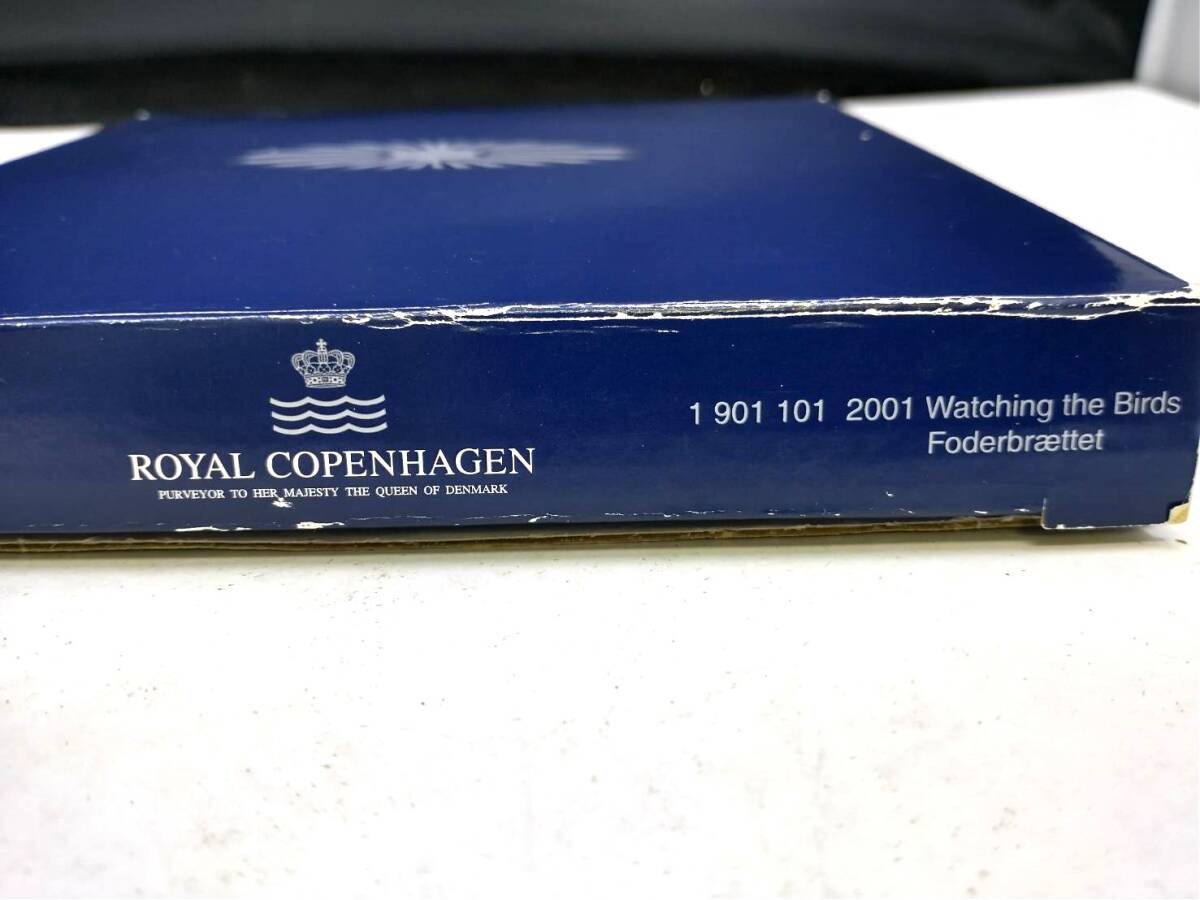 ROYAL COPENHAGEN
PURVEYOR TO HER MAJESTY THE QUEEN OF DENMARK
1 901 101 2001 Watching the Birds
Foderbrættet